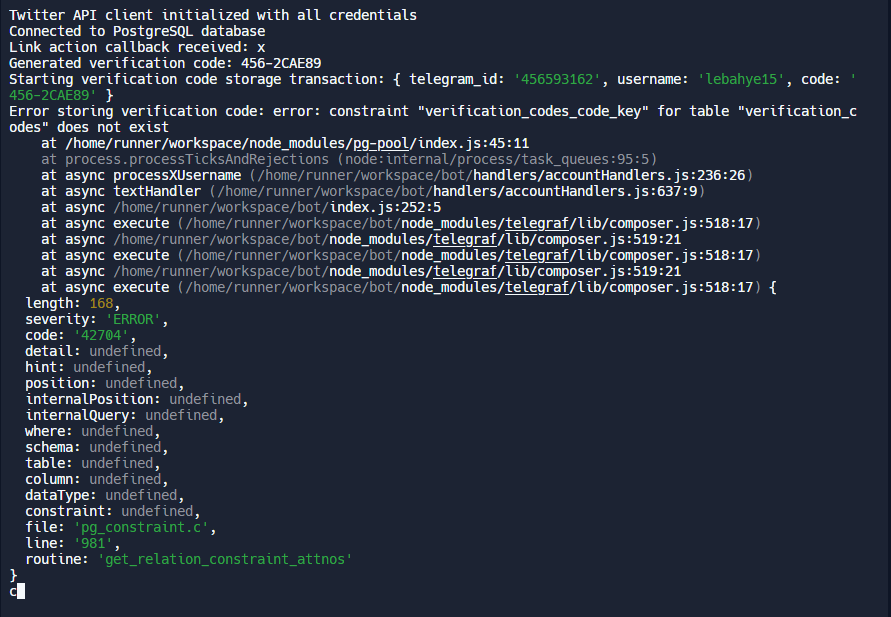 Twitter API client initialized with all credentials
Connected to PostgreSQL database
Link action callback received: x
Generated verification code: 456-2CAE89
Starting verification code storage transaction: { telegram_id: '456593162', username: 'lebahye15', code: '
456-2CAE89' }
Error storing verification code: error: constraint "verification_codes_code_key" for table "verification_c
odes" does not exist
    at /home/runner/workspace/node_modules/pg-pool/index.js:45:11
    at process.processTicksAndRejections (node:internal/process/task_queues:95:5)
    at async processXUsername (/home/runner/workspace/bot/handlers/accountHandlers.js:236:26)
    at async textHandler (/home/runner/workspace/bot/handlers/accountHandlers.js:637:9)
    at async /home/runner/workspace/bot/index.js:252:5
    at async execute (/home/runner/workspace/bot/node_modules/telegraf/lib/composer.js:518:17)
    at async /home/runner/workspace/bot/node_modules/telegraf/lib/composer.js:519:21
    at async execute (/home/runner/workspace/bot/node_modules/telegraf/lib/composer.js:518:17)
    at async /home/runner/workspace/bot/node_modules/telegraf/lib/composer.js:519:21
    at async execute (/home/runner/workspace/bot/node_modules/telegraf/lib/composer.js:518:17) {
  length: 168,
  severity: 'ERROR',
  code: '42704',
  detail: undefined,
  hint: undefined,
  position: undefined,
  internalPosition: undefined,
  internalQuery: undefined,
  where: undefined,
  schema: undefined,
  table: undefined,
  column: undefined,
  dataType: undefined,
  constraint: undefined,
  file: 'pg_constraint.c',
  line: '981',
  routine: 'get_relation_constraint_attnos'
}
c